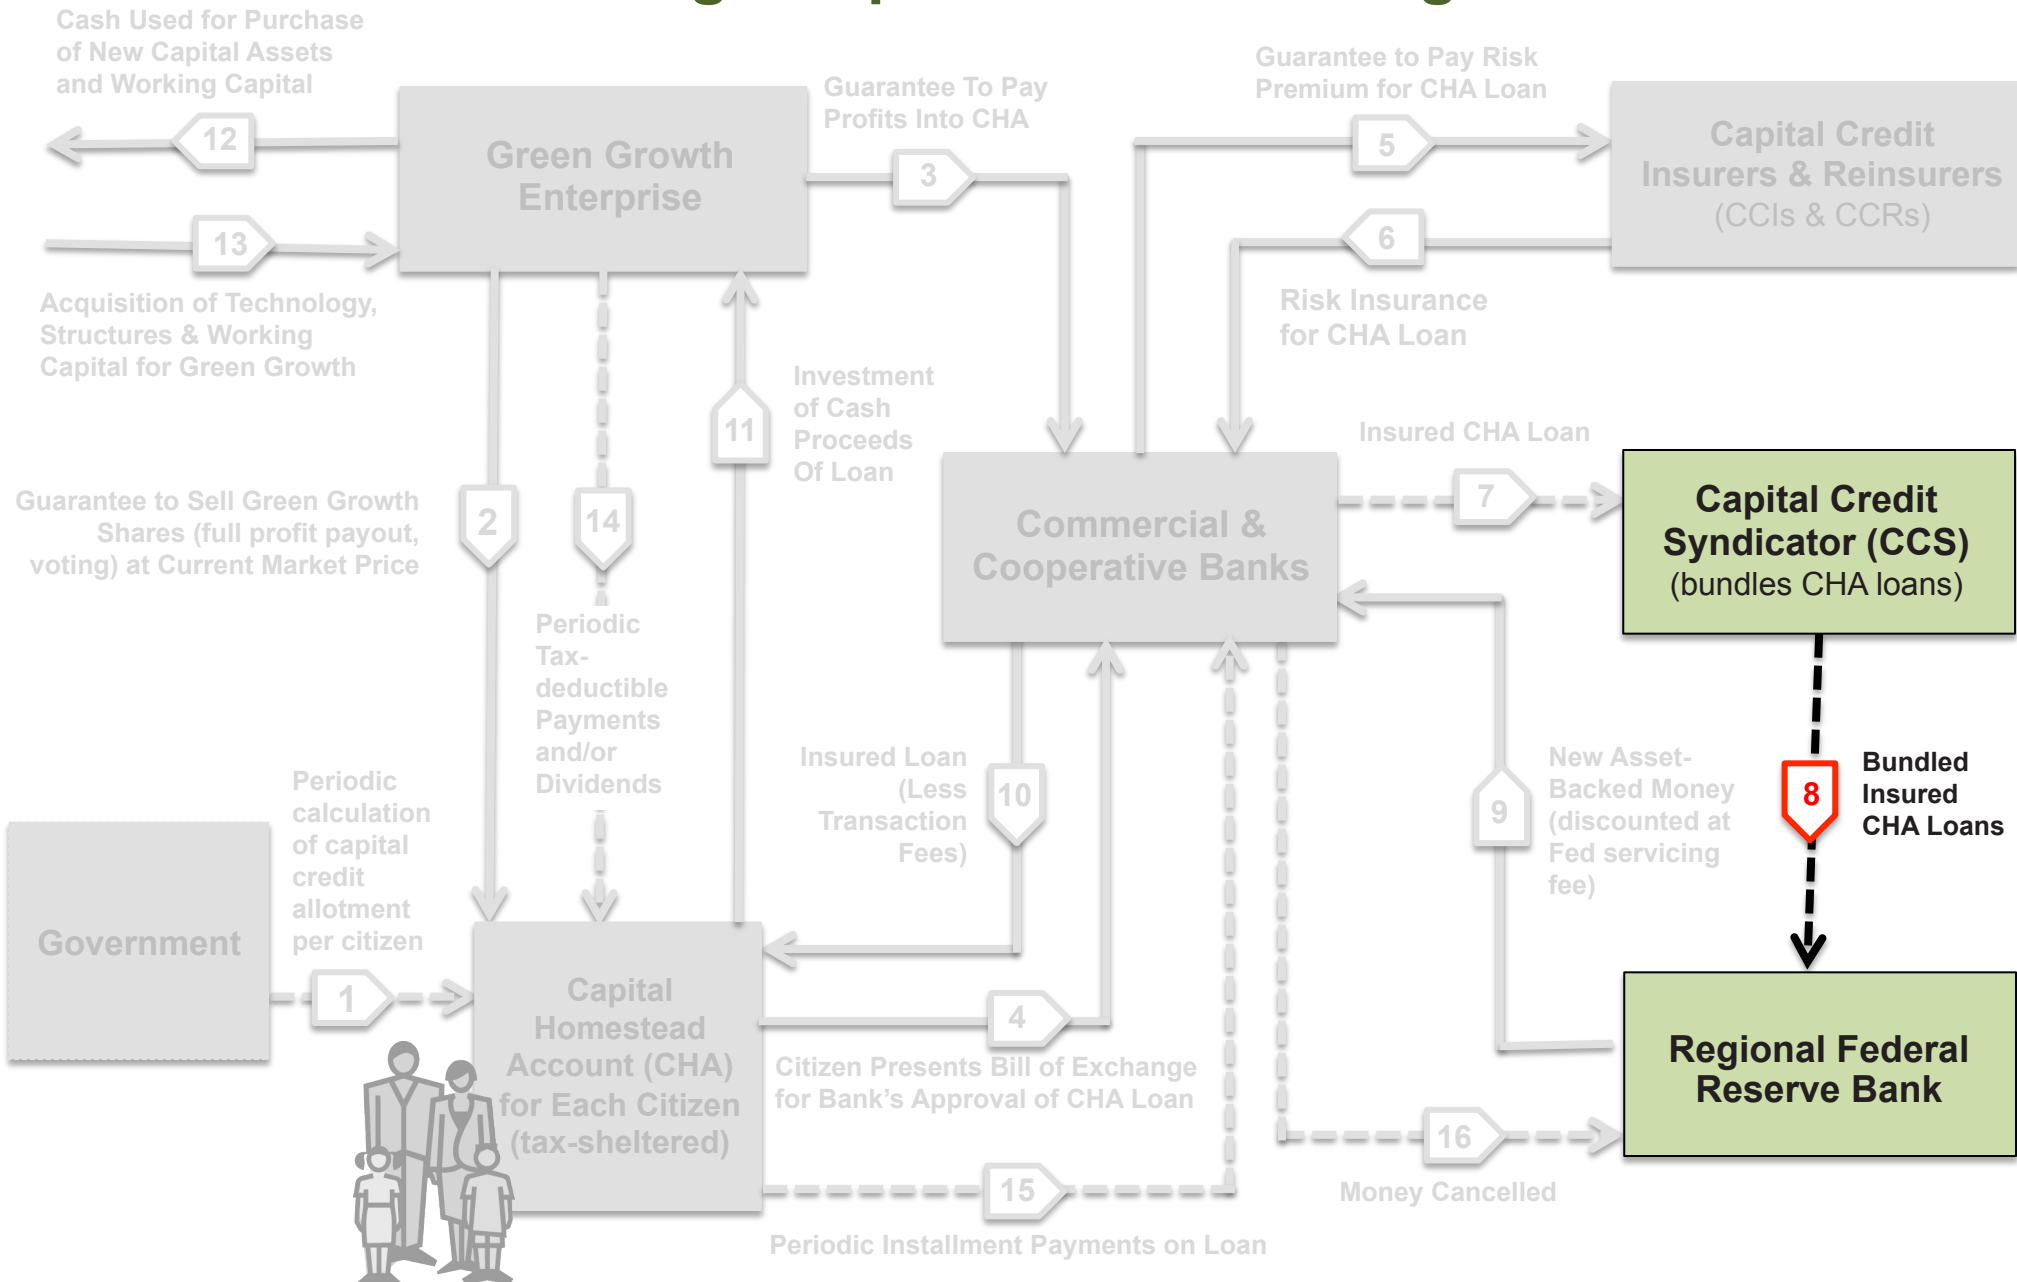 Cash Used for Purchase
of New Capital Assets
and Working Capital
12
13
Acquisition of Technology,
Structures & Working
Capital for Green Growth
Green Growth
Enterprise
Guarantee To Pay
Profits Into CHA
3
Guarantee to Pay Risk
Premium for CHA Loan
5
Capital Credit
Insurers & Reinsurers
(CCIs & CCRs)
6
Risk Insurance
for CHA Loan
Investment
of Cash
Proceeds
Of Loan
11
Guarantee to Sell Green Growth
Shares (full profit payout,
voting) at Current Market Price
2
14
Periodic
Tax-
deductible
Payments
and/or
Dividends
Commercial &
Cooperative Banks
Insured CHA Loan
7
Capital Credit
Syndicator (CCS)
(bundles CHA loans)
8
Bundled
Insured
CHA Loans
New Asset-
Backed Money
(discounted at
Fed servicing
fee)
9
Insured Loan
(Less
Transaction
Fees)
10
Periodic
calculation
of capital
credit
allotment
per citizen
Government
1
Capital
Homestead
Account (CHA)
for Each Citizen
(tax-sheltered)
4
Citizen Presents Bill of Exchange
for Bank's Approval of CHA Loan
Regional Federal
Reserve Bank
16
Money Cancelled
15
Periodic Installment Payments on Loan